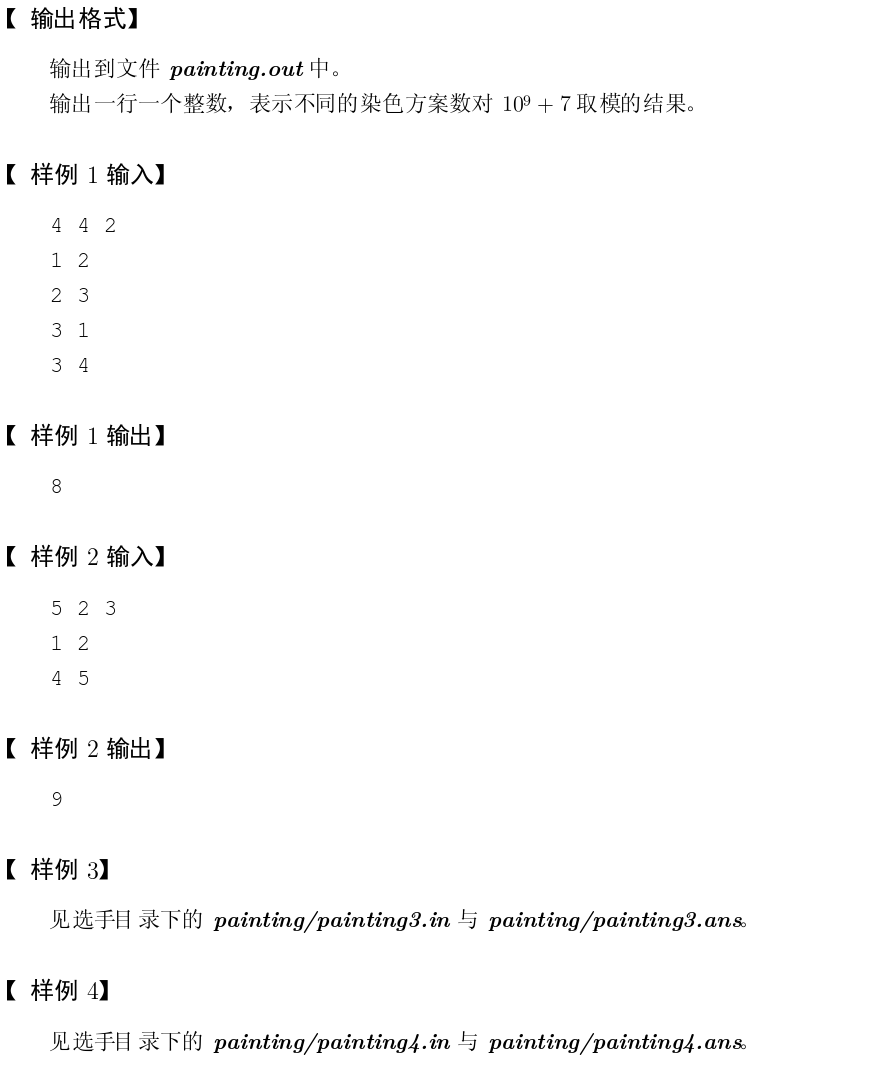 【 输出格式】
输出到文件 painting.out 中。
输出一行一个整数，表示不同的染色方案数对 10⁹ + 7 取模的结果。
【 样例 1 输入】
4 4 2
1 2
2 3
3 1
3 4
【 样例 1 输出】
8
【 样例 2 输入】
5 2 3
1 2
4 5
【 样例 2 输出】
9
【 样例 3】
见选手目录下的 painting/painting3.in 与 painting/painting3.ans。
【 样例 4】
见选手目录下的 painting/painting4.in 与 painting/painting4.ans。